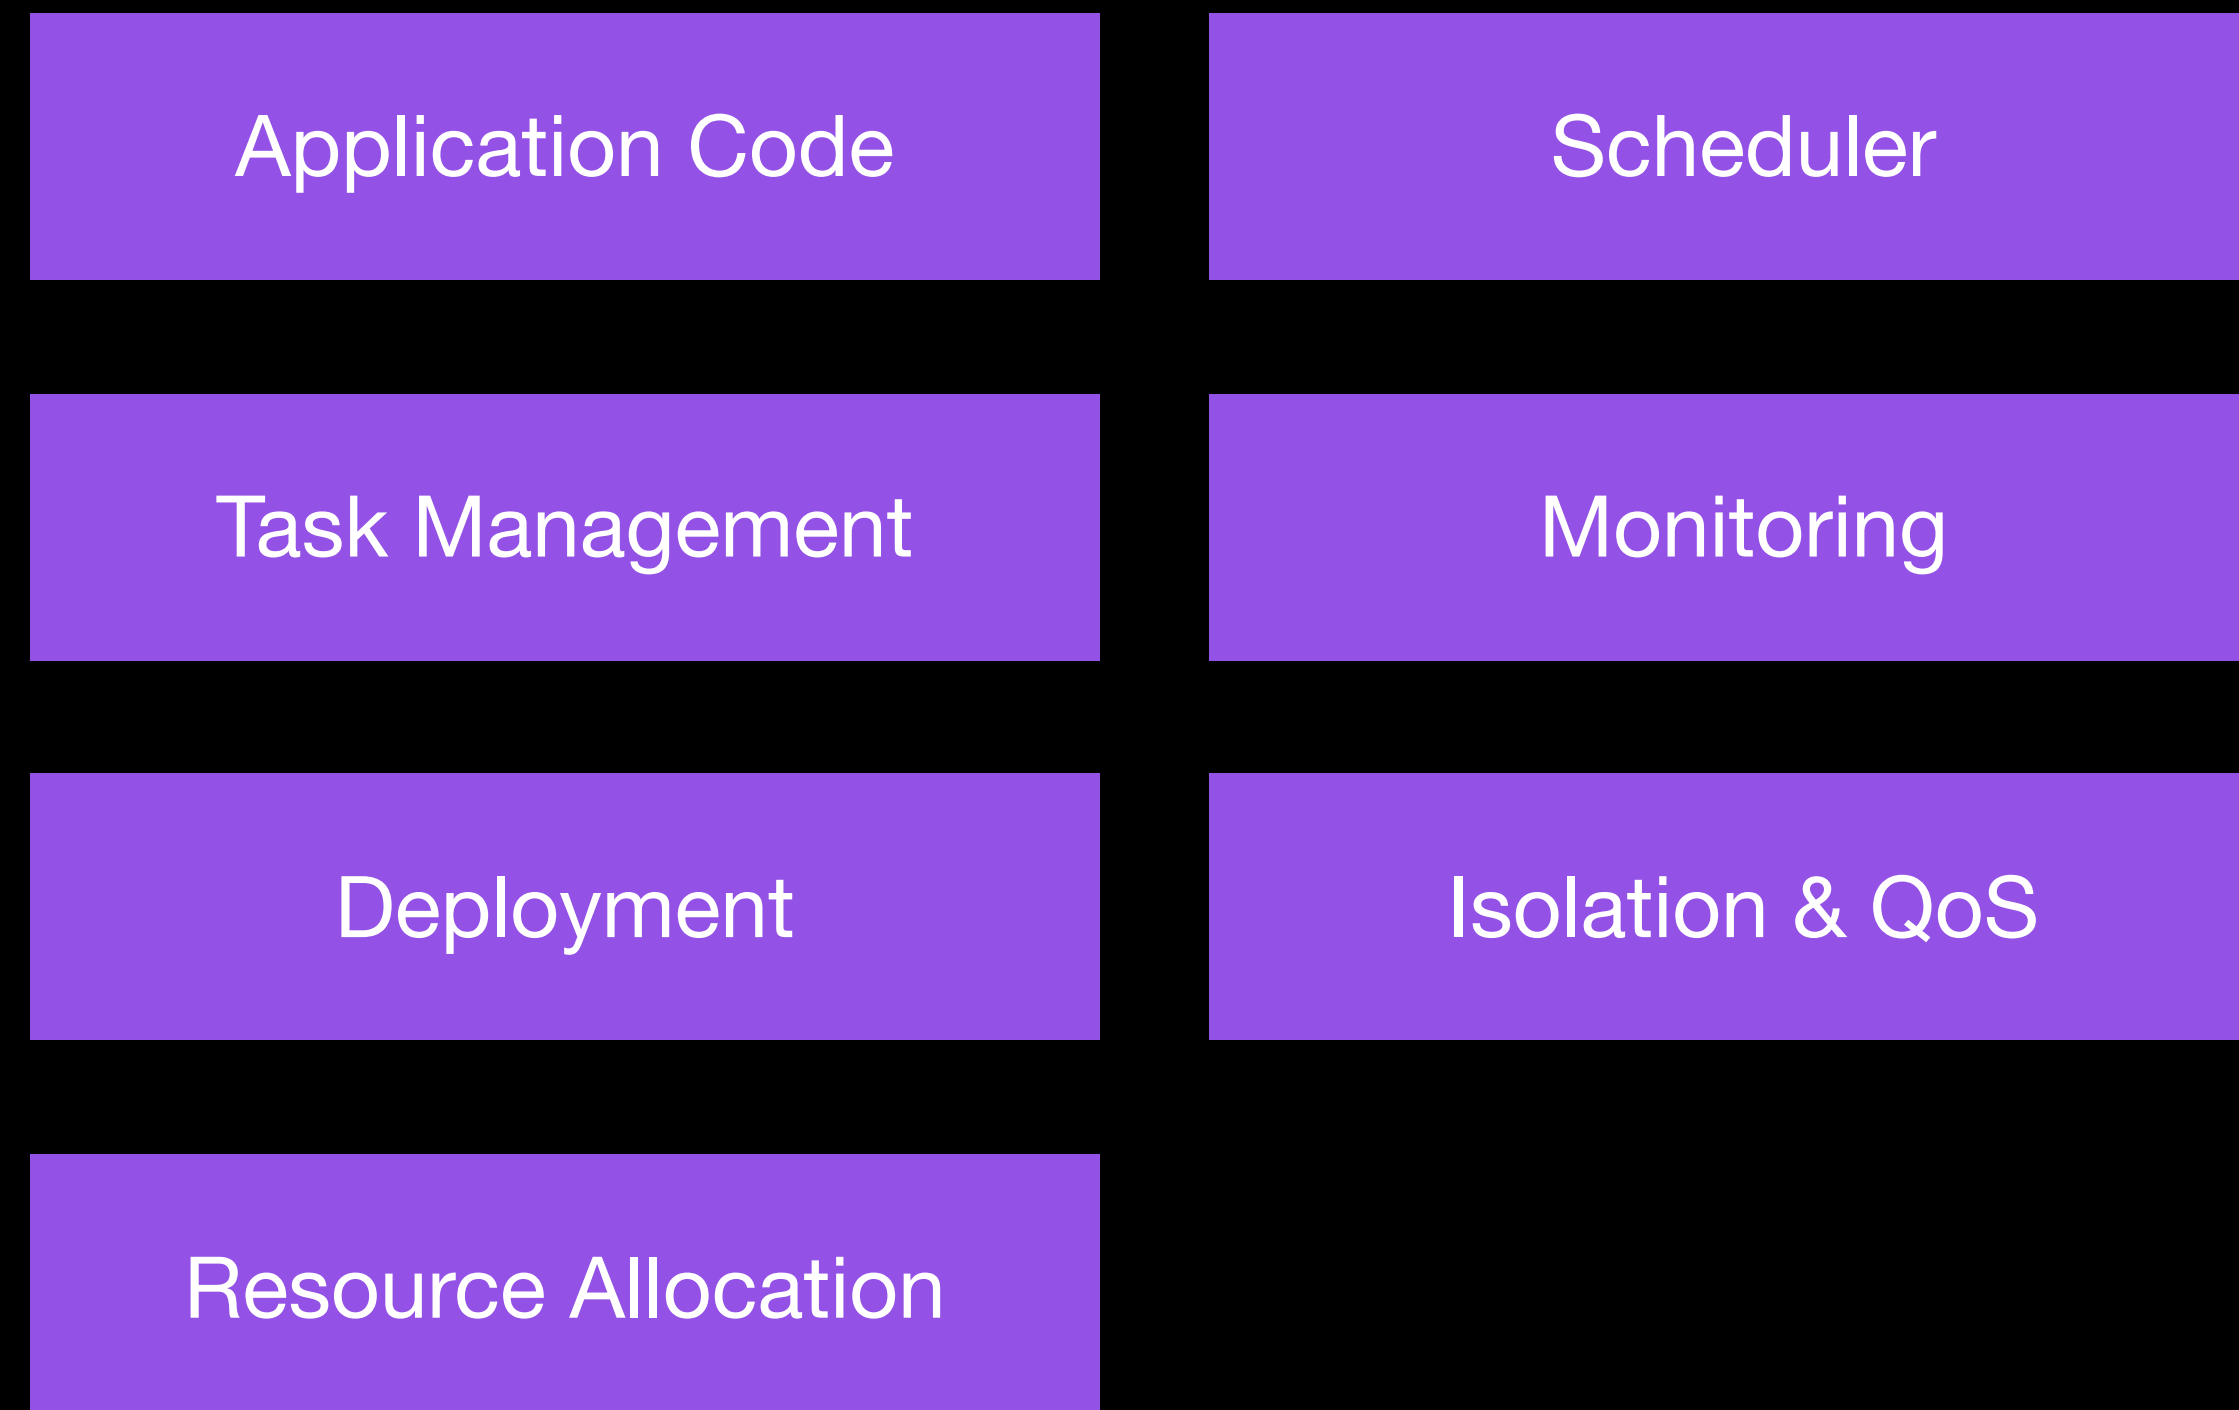 Application Code
Scheduler
Task Management
Monitoring
Deployment
Isolation & QoS
Resource Allocation